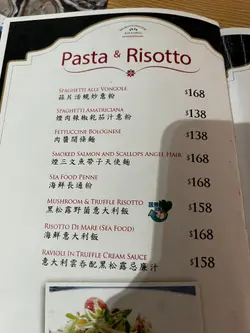 Pasta & Risotto
SPAGHETTI ALLE VONGOLE $168
蒜片活蜆炒意粉
SPAGHETTI AMATRICIANA $138
煙肉辣椒乾茄汁意粉
FETTUCINE BOLOGNESE $138
肉醬闊條麵
SMOKED SALMON AND SCALLOPS ANGEL HAIR $168
煙三文魚帶子天使麵
SEA FOOD PENNE $168
海鮮長通粉
MUSHROOM & TRUFFLE RISOTTO $158
黑松露野菌意大利飯
RISOTTO DI MARE (SEA FOOD) $168
海鮮意大利飯
RAVIOLI IN TRUFFLE CREAM SAUCE $158
意大利雲吞配黑松露忌廉汁